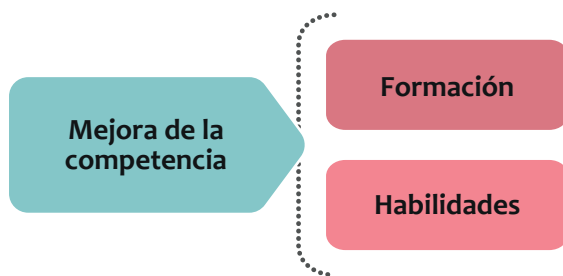 Mejora de la
competencia
Formación
Habilidades